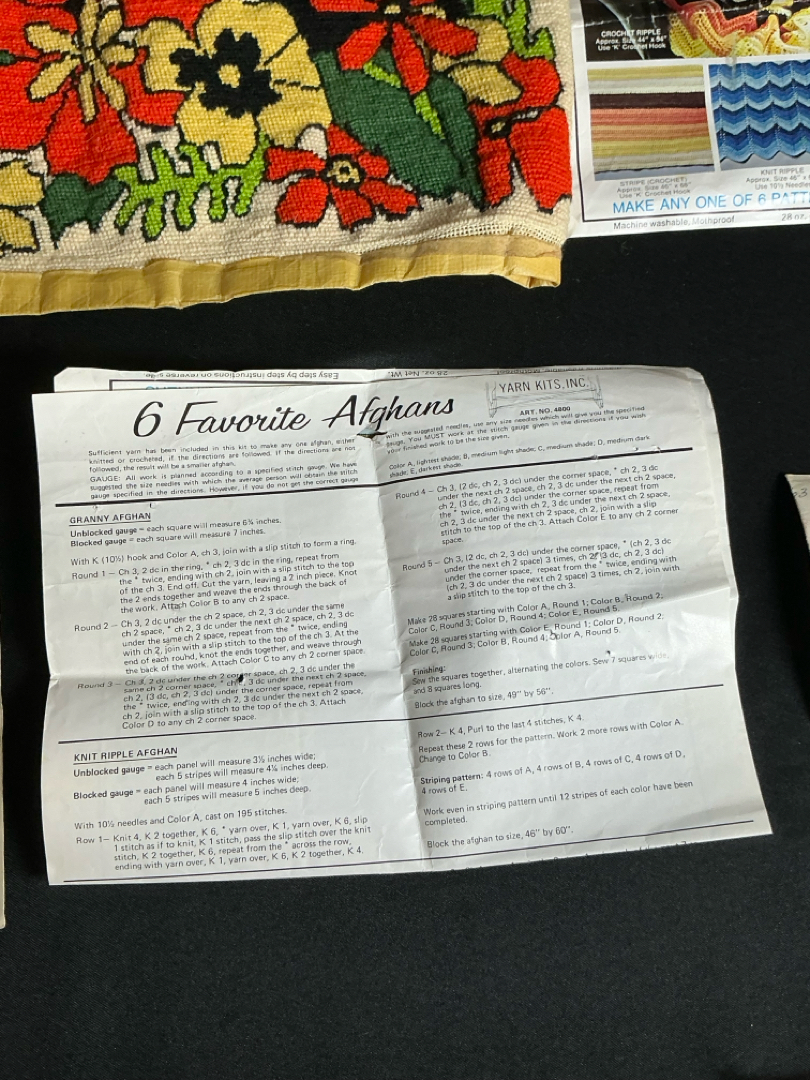 CROCHET RIPPLE
Approx. Size 44" x 56"
Use 'K' Crochet Hook
STRIPE (CROCHET)
Approx. Size 46" x 66"
Use 'K' Crochet Hook
KNIT RIPPLE
Approx. Size 46" x
Use 10½ Needles
MAKE ANY ONE OF 6 PATT
Machine washable, Mothproof
28 oz.
Easy step by step instructions on reverse side
28 oz. Net Wt.
6 Favorite Afghans
YARN KITS, INC.
ART. NO. 4800
Sufficient yarn has been included in this kit to make any one afghan, either
knitted or crocheted, if the directions are followed. If the directions are not
followed, the result will be a smaller afghan.
GAUGE: All work is planned according to a specified stitch gauge. We have
suggested the size needles with which the average person will obtain the stitch
gauge specified in the directions. However, if you do not get the correct gauge
with the suggested needles, use any size needles which will give you the specified
gauge. You MUST work at the stitch gauge given in the directions if you wish
your finished work to be the size given.
Color A, lightest shade; B, medium light shade; C, medium shade; D, medium dark
shade; E, darkest shade.
GRANNY AFGHAN
Unblocked gauge = each square will measure 6¾ inches.
Blocked gauge = each square will measure 7 inches.
With K (10½) hook and Color A, ch 3, join with a slip stitch to form a ring.
Round 1 – Ch 3, 2 dc in the ring, * ch 2, 3 dc in the ring, repeat from
the * twice, ending with ch 2, join with a slip stitch to the top
of the ch 3. End off. Cut the yarn, leaving a 2 inch piece. Knot
the 2 ends together and weave the ends through the back of
the work. Attach Color B to any ch 2 space.
Round 2 – Ch 3, 2 dc under the ch 2 space, ch 2, 3 dc under the same
ch 2 space, * ch 2, 3 dc under the next ch 2 space, ch 2, 3 dc
under the same ch 2 space, repeat from the * twice, ending
with ch 2, join with a slip stitch to the top of the ch 3. At the
end of each round, knot the ends together, and weave through
the back of the work. Attach Color C to any ch 2 corner space.
Round 3 – Ch 3, 2 dc under the ch 2 corner space, * ch 2, 3 dc under the
same ch 2 corner space, ch 2, 3 dc under the next ch 2 space,
ch 2, (3 dc, ch 2, 3 dc) under the corner space, repeat from
the * twice, ending with ch 2, 3 dc under the next ch 2 space,
ch 2, join with a slip stitch to the top of the ch 3. Attach
Color D to any ch 2 corner space.
Round 4 – Ch 3, (2 dc, ch 2, 3 dc) under the corner space, * ch 2, 3 dc
under the next ch 2 space, ch 2, 3 dc under the next ch 2 space,
ch 2, (3 dc, ch 2, 3 dc) under the corner space, repeat from
the * twice, ending with ch 2, 3 dc under the next ch 2 space,
ch 2, 3 dc under the next ch 2 space, ch 2, join with a slip
stitch to the top of the ch 3. Attach Color E to any ch 2 corner
space.
Round 5 – Ch 3, (2 dc, ch 2, 3 dc) under the corner space, * (ch 2, 3 dc
under the next ch 2 space) 3 times, ch 2, (3 dc, ch 2, 3 dc)
under the corner space, repeat from the * twice, ending with
(ch 2, 3 dc under the next ch 2 space) 3 times, ch 2, join with
a slip stitch to the top of the ch 3.
Make 28 squares starting with Color A, Round 1; Color B, Round 2;
Color C, Round 3; Color D, Round 4; Color E, Round 5.
Make 28 squares starting with Color E, Round 1; Color D, Round 2;
Color C, Round 3; Color B, Round 4; Color A, Round 5.
Finishing:
Sew the squares together, alternating the colors. Sew 7 squares wide,
and 8 squares long.
Block the afghan to size, 49" by 56".
KNIT RIPPLE AFGHAN
Unblocked gauge = each panel will measure 3½ inches wide;
each 5 stripes will measure 4¼ inches deep.
Blocked gauge = each panel will measure 4 inches wide;
each 5 stripes will measure 5 inches deep.
With 10½ needles and Color A, cast on 195 stitches.
Row 1– Knit 4, K 2 together, K 6, * yarn over, K 1, yarn over, K 6, slip
1 stitch as if to knit, K 1 stitch, pass the slip stitch over the knit
stitch, K 2 together, K 6, repeat from the * across the row,
ending with yarn over, K 1, yarn over, K 6, K 2 together, K 4.
Row 2– K 4, Purl to the last 4 stitches, K 4.
Repeat these 2 rows for the pattern. Work 2 more rows with Color A.
Change to Color B.
Striping pattern: 4 rows of A, 4 rows of B, 4 rows of C, 4 rows of D,
4 rows of E.
Work even in striping pattern until 12 stripes of each color have been
completed.
Block the afghan to size, 46" by 60".